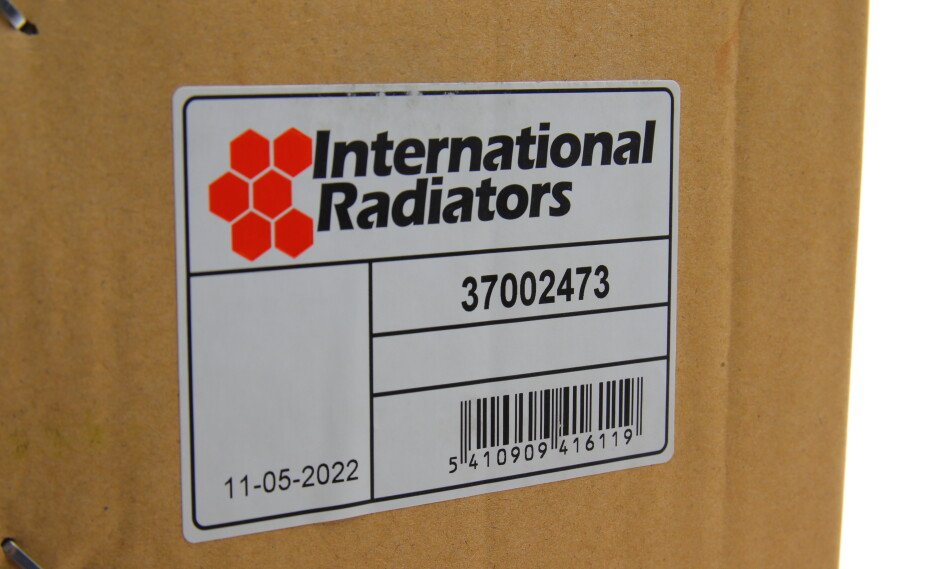 International
Radiators
37002473
11-05-2022
5 410909 416119